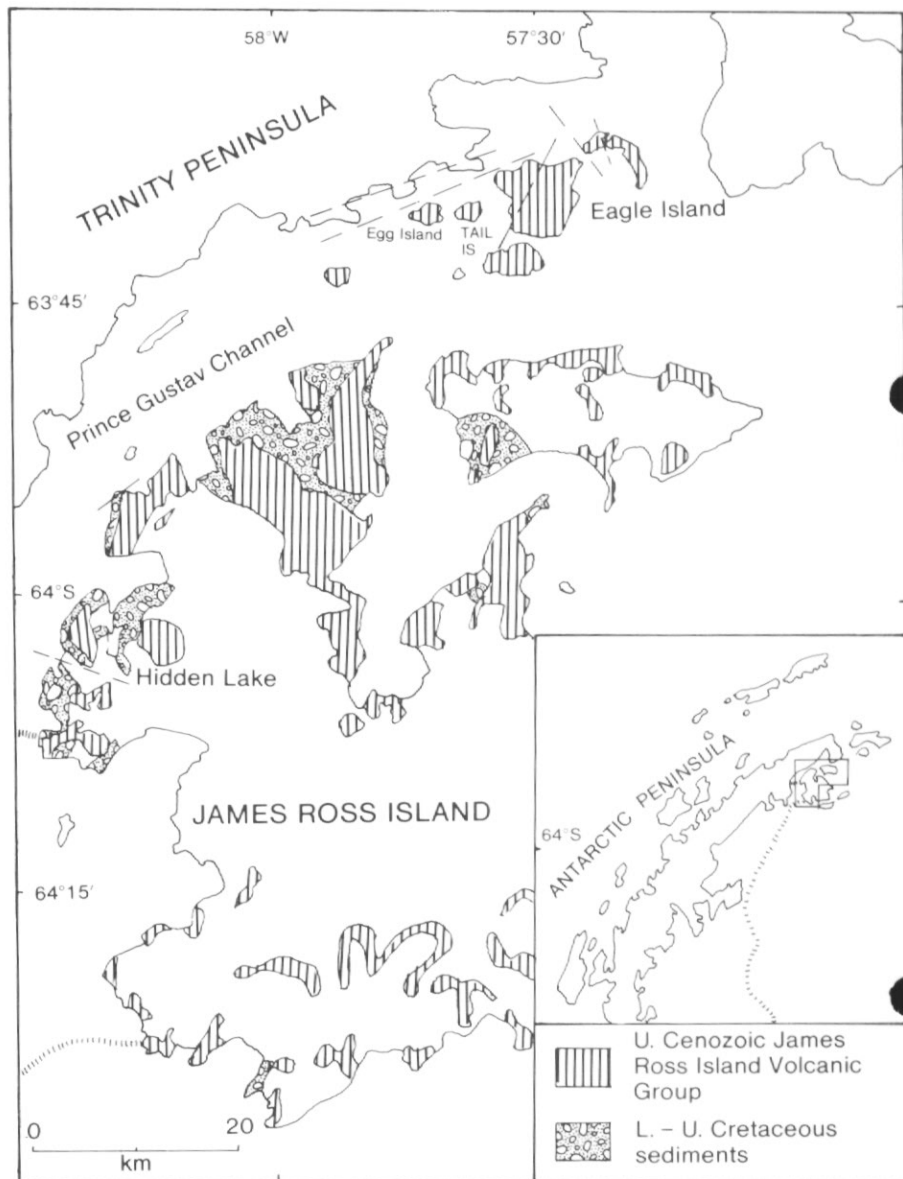 58°W
57°30'
TRINITY PENINSULA
Eagle Island
Egg Island
TAIL
IS
63°45'
Prince Gustav Channel
64°S
Hidden Lake
JAMES ROSS ISLAND
64°15'
0
20
km
ANTARCTIC PENINSULA
64°S
U. Cenozoic James
Ross Island Volcanic
Group
L. – U. Cretaceous
sediments